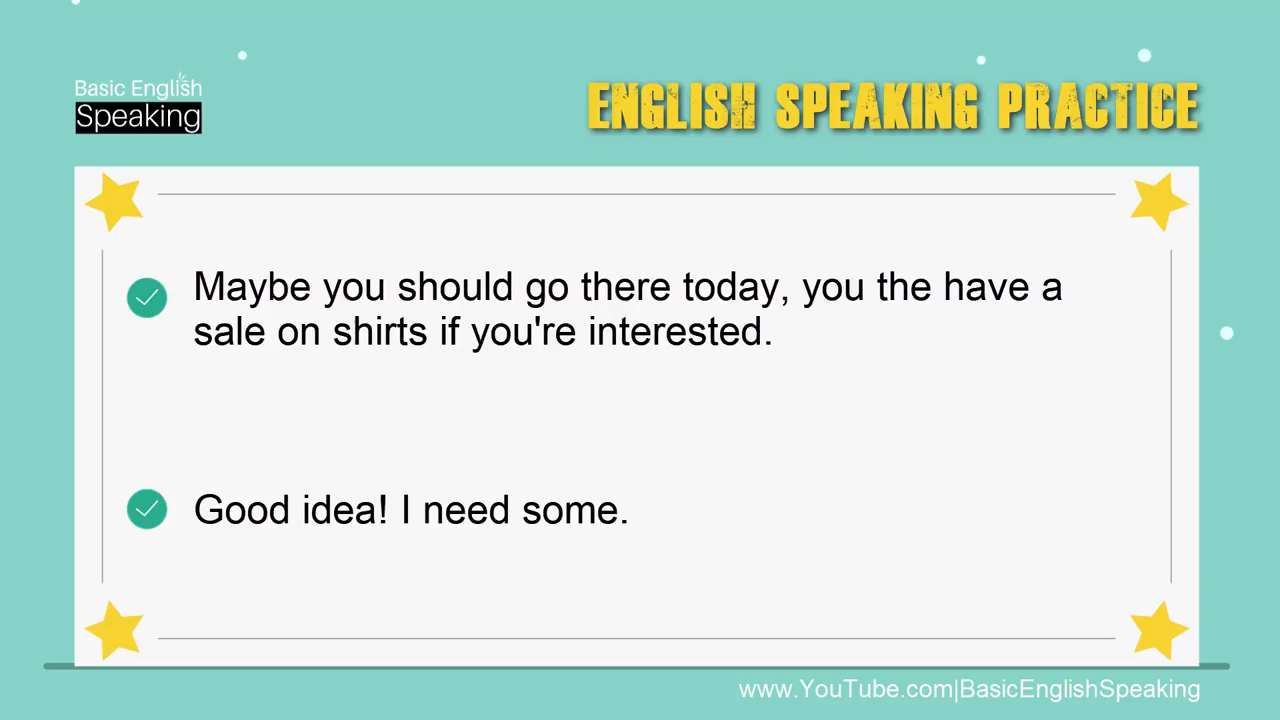 Basic English
Speaking
ENGLISH SPEAKING PRACTICE
Maybe you should go there today, you the have a
sale on shirts if you're interested.
Good idea! I need some.
www.YouTube.com|BasicEnglishSpeaking